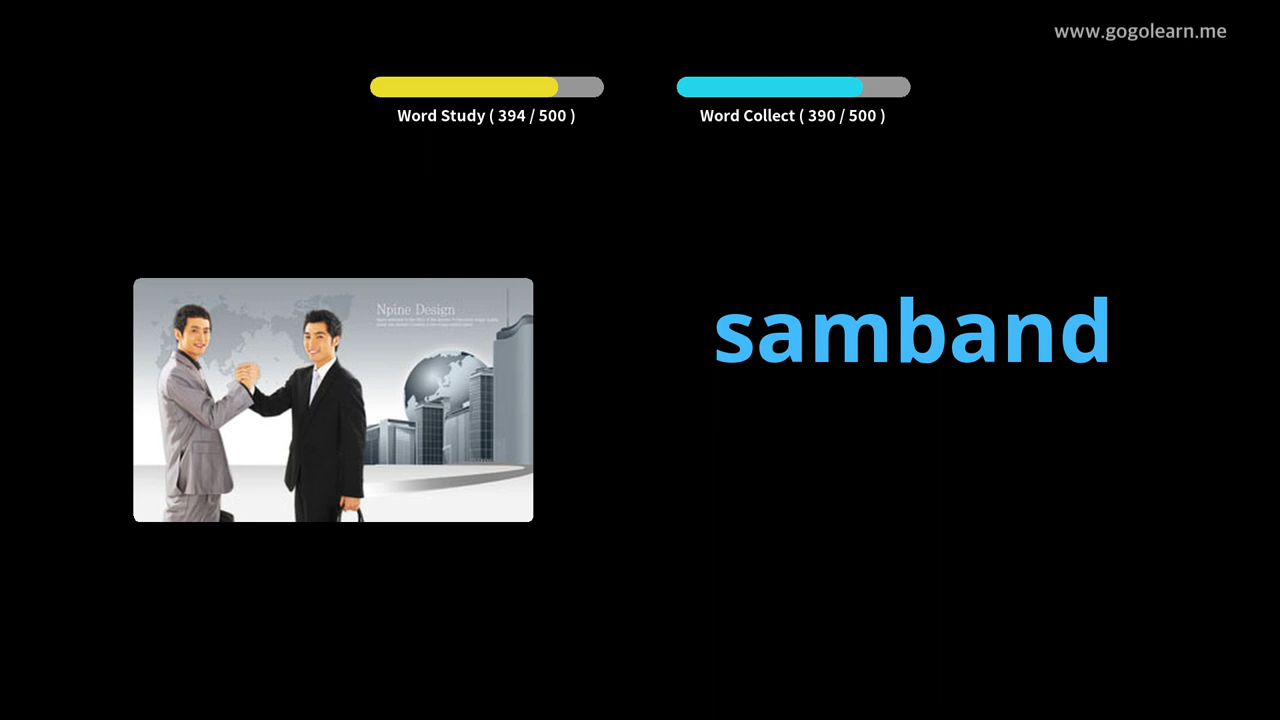 www.gogolearn.me
Word Study ( 394 / 500 )
Word Collect ( 390 / 500 )
Npine Design
samband